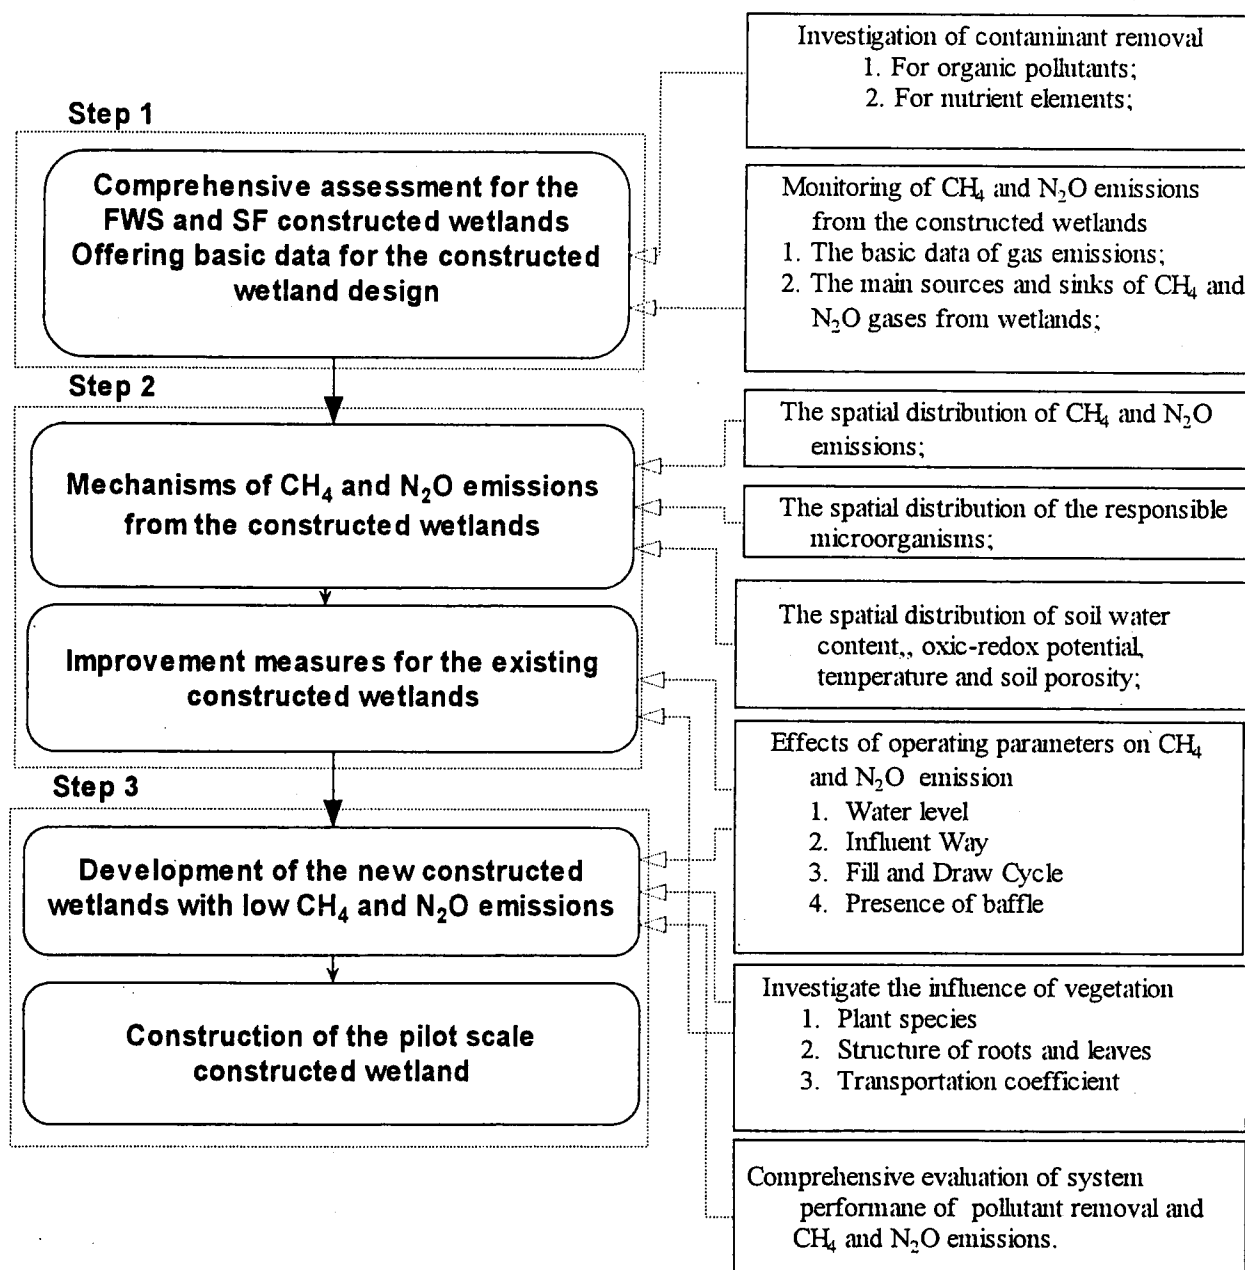 Step 1
Comprehensive assessment for the
FWS and SF constructed wetlands
Offering basic data for the constructed
wetland design
Step 2
Mechanisms of CH₄ and N₂O emissions
from the constructed wetlands
Improvement measures for the existing
constructed wetlands
Step 3
Development of the new constructed
wetlands with low CH₄ and N₂O emissions
Construction of the pilot scale
constructed wetland
Investigation of contaminant removal
1. For organic pollutants;
2. For nutrient elements;
Monitoring of CH₄ and N₂O emissions
from the constructed wetlands
1. The basic data of gas emissions;
2. The main sources and sinks of CH₄ and
N₂O gases from wetlands;
The spatial distribution of CH₄ and N₂O
emissions;
The spatial distribution of the responsible
microorganisms;
The spatial distribution of soil water
content,, oxic-redox potential,
temperature and soil porosity;
Effects of operating parameters on CH₄
and N₂O emission
1. Water level
2. Influent Way
3. Fill and Draw Cycle
4. Presence of baffle
Investigate the influence of vegetation
1. Plant species
2. Structure of roots and leaves
3. Transportation coefficient
Comprehensive evaluation of system
performane of pollutant removal and
CH₄ and N₂O emissions.